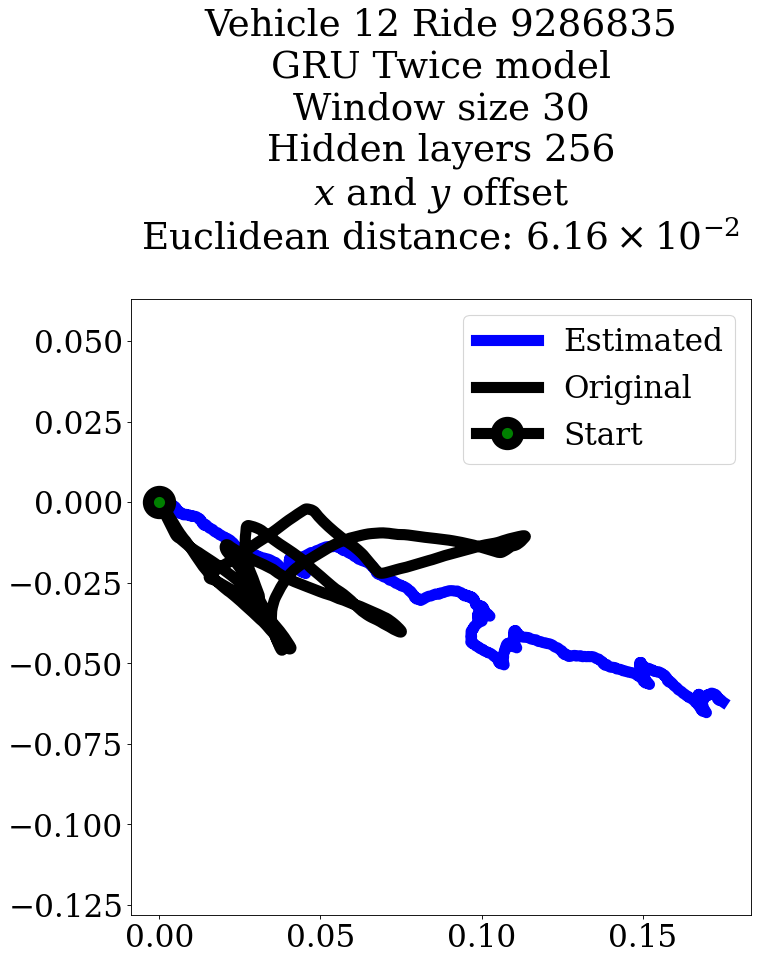 Vehicle 12 Ride 9286835
GRU Twice model
Window size 30
Hidden layers 256
x and y offset
Euclidean distance: 6.16 × 10⁻²
Estimated
Original
Start
0.050
0.025
0.000
−0.025
−0.050
−0.075
−0.100
−0.125
0.00 0.05 0.10 0.15